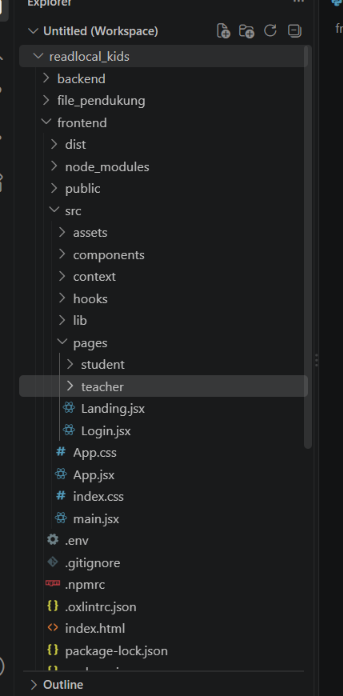 Explorer
Untitled (Workspace)
readlocal_kids
backend
file_pendukung
frontend
dist
node_modules
public
src
assets
components
context
hooks
lib
pages
student
teacher
Landing.jsx
Login.jsx
# App.css
App.jsx
# index.css
main.jsx
.env
.gitignore
.npmrc
{} .oxlintrc.json
<> index.html
{} package-lock.json
Outline